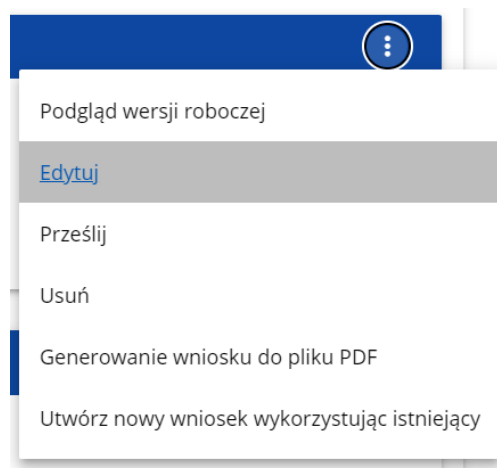 Podgląd wersji roboczej
Edytuj
Prześlij
Usuń
Generowanie wniosku do pliku PDF
Utwórz nowy wniosek wykorzystując istniejący